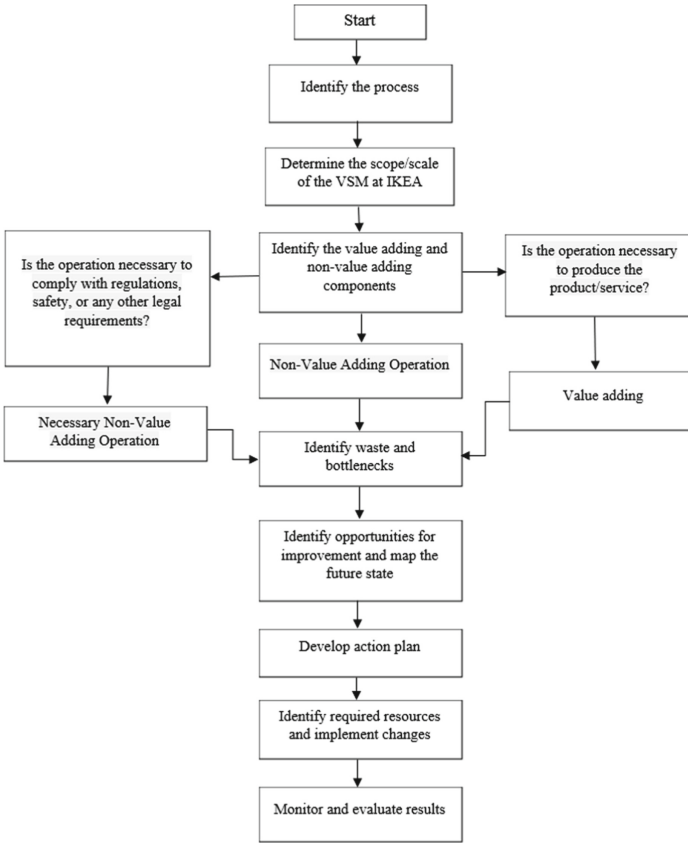 Start
Identify the process
Determine the scope/scale
of the VSM at IKEA
Identify the value adding and
non-value adding
components
Is the operation necessary to
comply with regulations,
safety, or any other legal
requirements?
Is the operation necessary
to produce the
product/service?
Non-Value Adding Operation
Value adding
Necessary Non-Value
Adding Operation
Identify waste and
bottlenecks
Identify opportunities for
improvement and map the
future state
Develop action plan
Identify required resources
and implement changes
Monitor and evaluate results